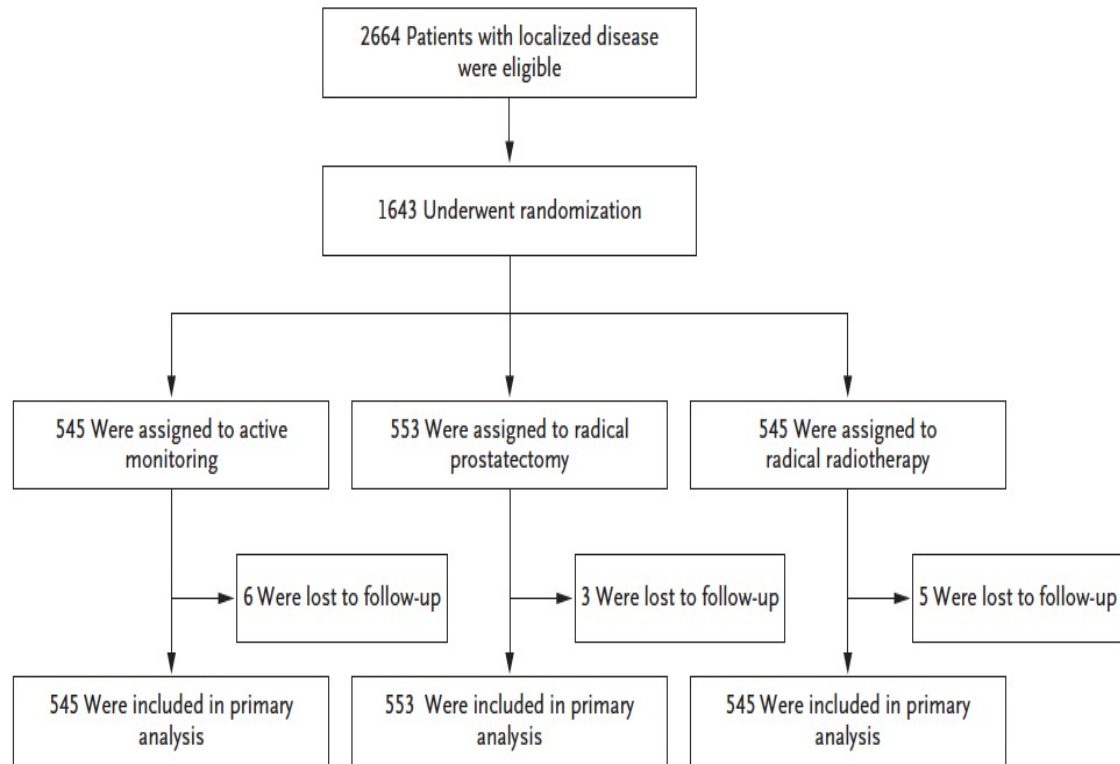 2664 Patients with localized disease
were eligible
1643 Underwent randomization
545 Were assigned to active
monitoring
553 Were assigned to radical
prostatectomy
545 Were assigned to
radical radiotherapy
6 Were lost to follow-up
3 Were lost to follow-up
5 Were lost to follow-up
545 Were included in primary
analysis
553 Were included in primary
analysis
545 Were included in primary
analysis